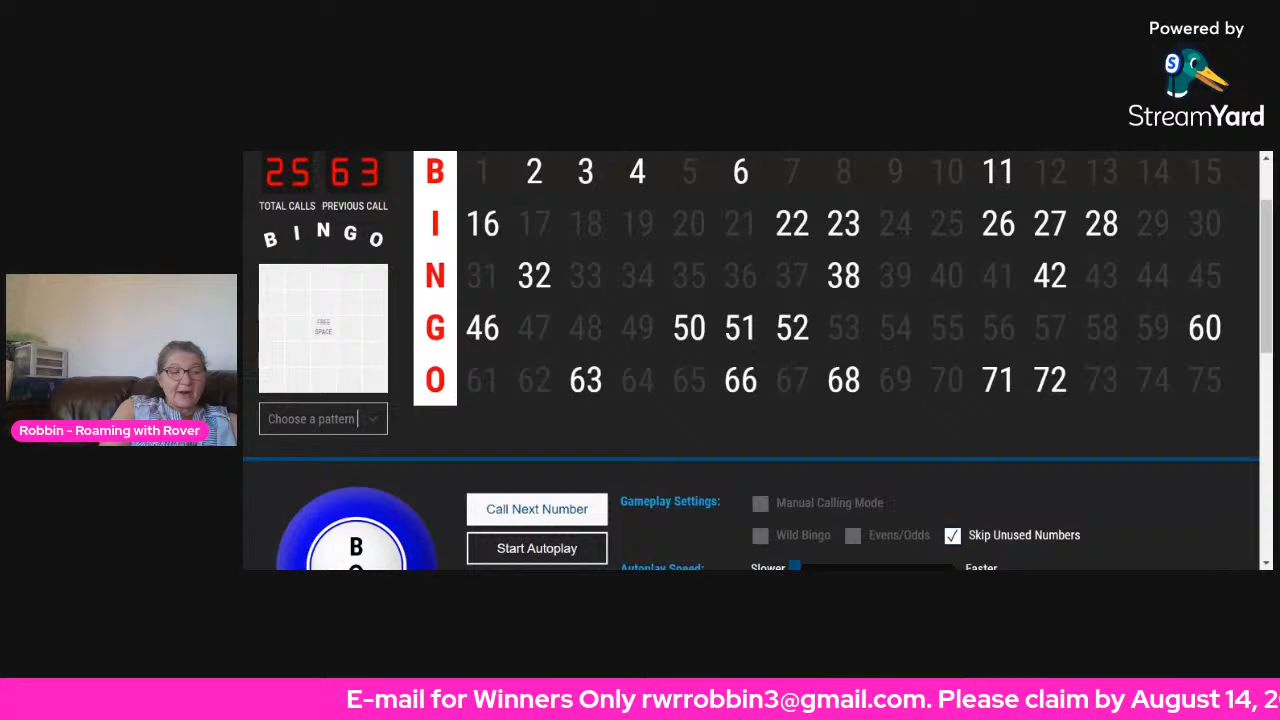 Powered by
StreamYard
25 63
TOTAL CALLS PREVIOUS CALL
BINGO
FREE
SPACE
Choose a pattern
B 1 2 3 4 5 6 7 8 9 10 11 12 13 14 15
I 16 17 18 19 20 21 22 23 24 25 26 27 28 29 30
N 31 32 33 34 35 36 37 38 39 40 41 42 43 44 45
G 46 47 48 49 50 51 52 53 54 55 56 57 58 59 60
O 61 62 63 64 65 66 67 68 69 70 71 72 73 74 75
Robbin - Roaming with Rover
B
Call Next Number
Start Autoplay
Gameplay Settings:
Manual Calling Mode
Wild Bingo Evens/Odds Skip Unused Numbers
Autoplay Speed: Slower Faster
E-mail for Winners Only rwrrobbin3@gmail.com. Please claim by August 14, 2